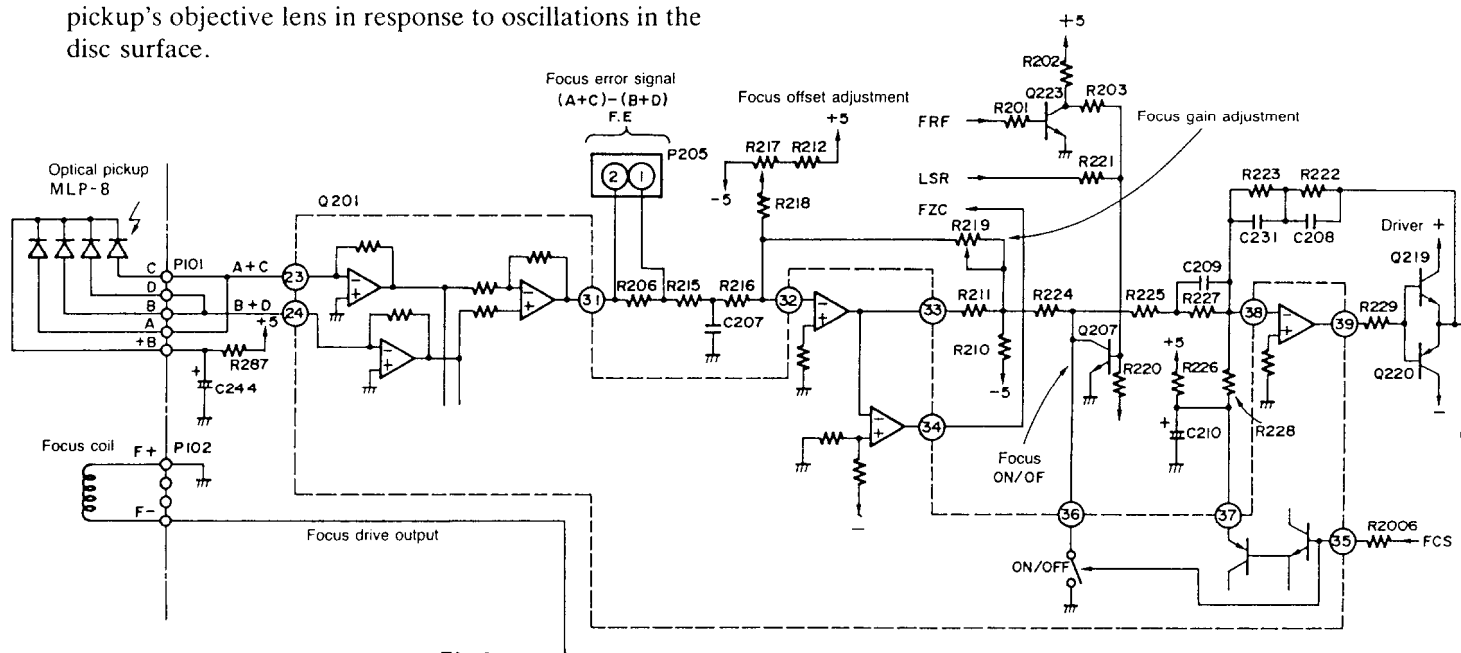 pickup's objective lens in response to oscillations in the
disc surface.
Focus error signal
(A+C)-(B+D)
F.E
P205
2 1
Focus offset adjustment
+5
R217 R212
-5
R218
+5
R202
Q223 R203
FRF R201
Focus gain adjustment
LSR R221
FZC
R219
R223 R222
C231 C208
Driver +
Q219
Optical pickup
MLP-8
Q201
C P101 A+C 23
D
B B+D 24
A +5
+B
R287
+
C244
31 R206 R215 R216 32
C207
33 R211 R224 R225 R227 38 39 R229
C209
R210
-5
Q207
R220
+5
R226
+
C210
R228
Q220
-
34
Focus
ON/OF
-
Focus coil F+ P102
F-
Focus drive output
36 37
ON/OFF
35 R2006
FCS